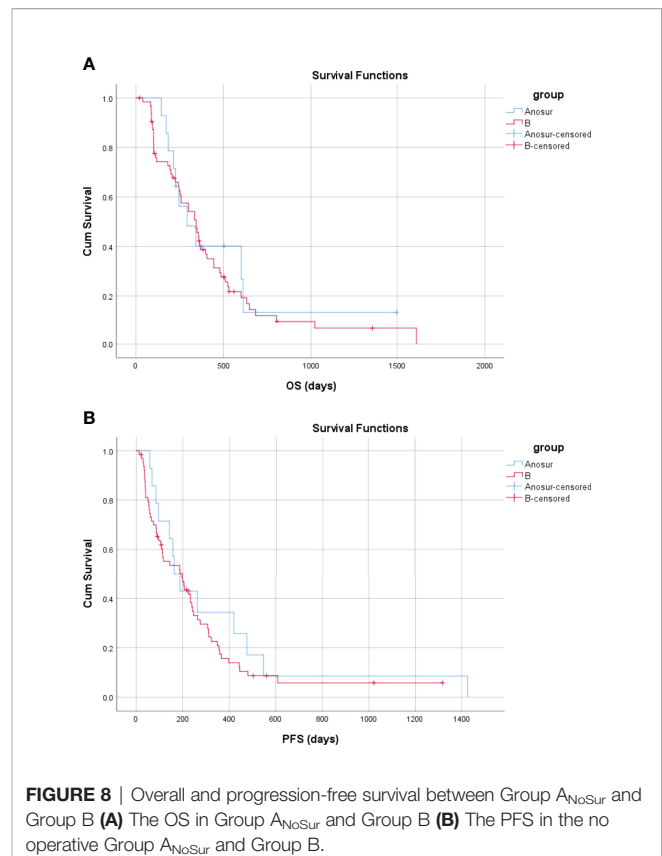 A
Survival Functions
group
Anosur
B
Anosur-censored
B-censored
1.0
0.8
0.6
0.4
0.2
0.0
Cum Survival
0 500 1000 1500 2000
OS (days)
B
Survival Functions
group
Anosur
B
Anosur-censored
B-censored
1.0
0.8
0.6
0.4
0.2
0.0
Cum Survival
0 200 400 600 800 1000 1200 1400
PFS (days)
FIGURE 8 | Overall and progression-free survival between Group ANoSur and
Group B (A) The OS in Group ANoSur and Group B (B) The PFS in the no
operative Group ANoSur and Group B.